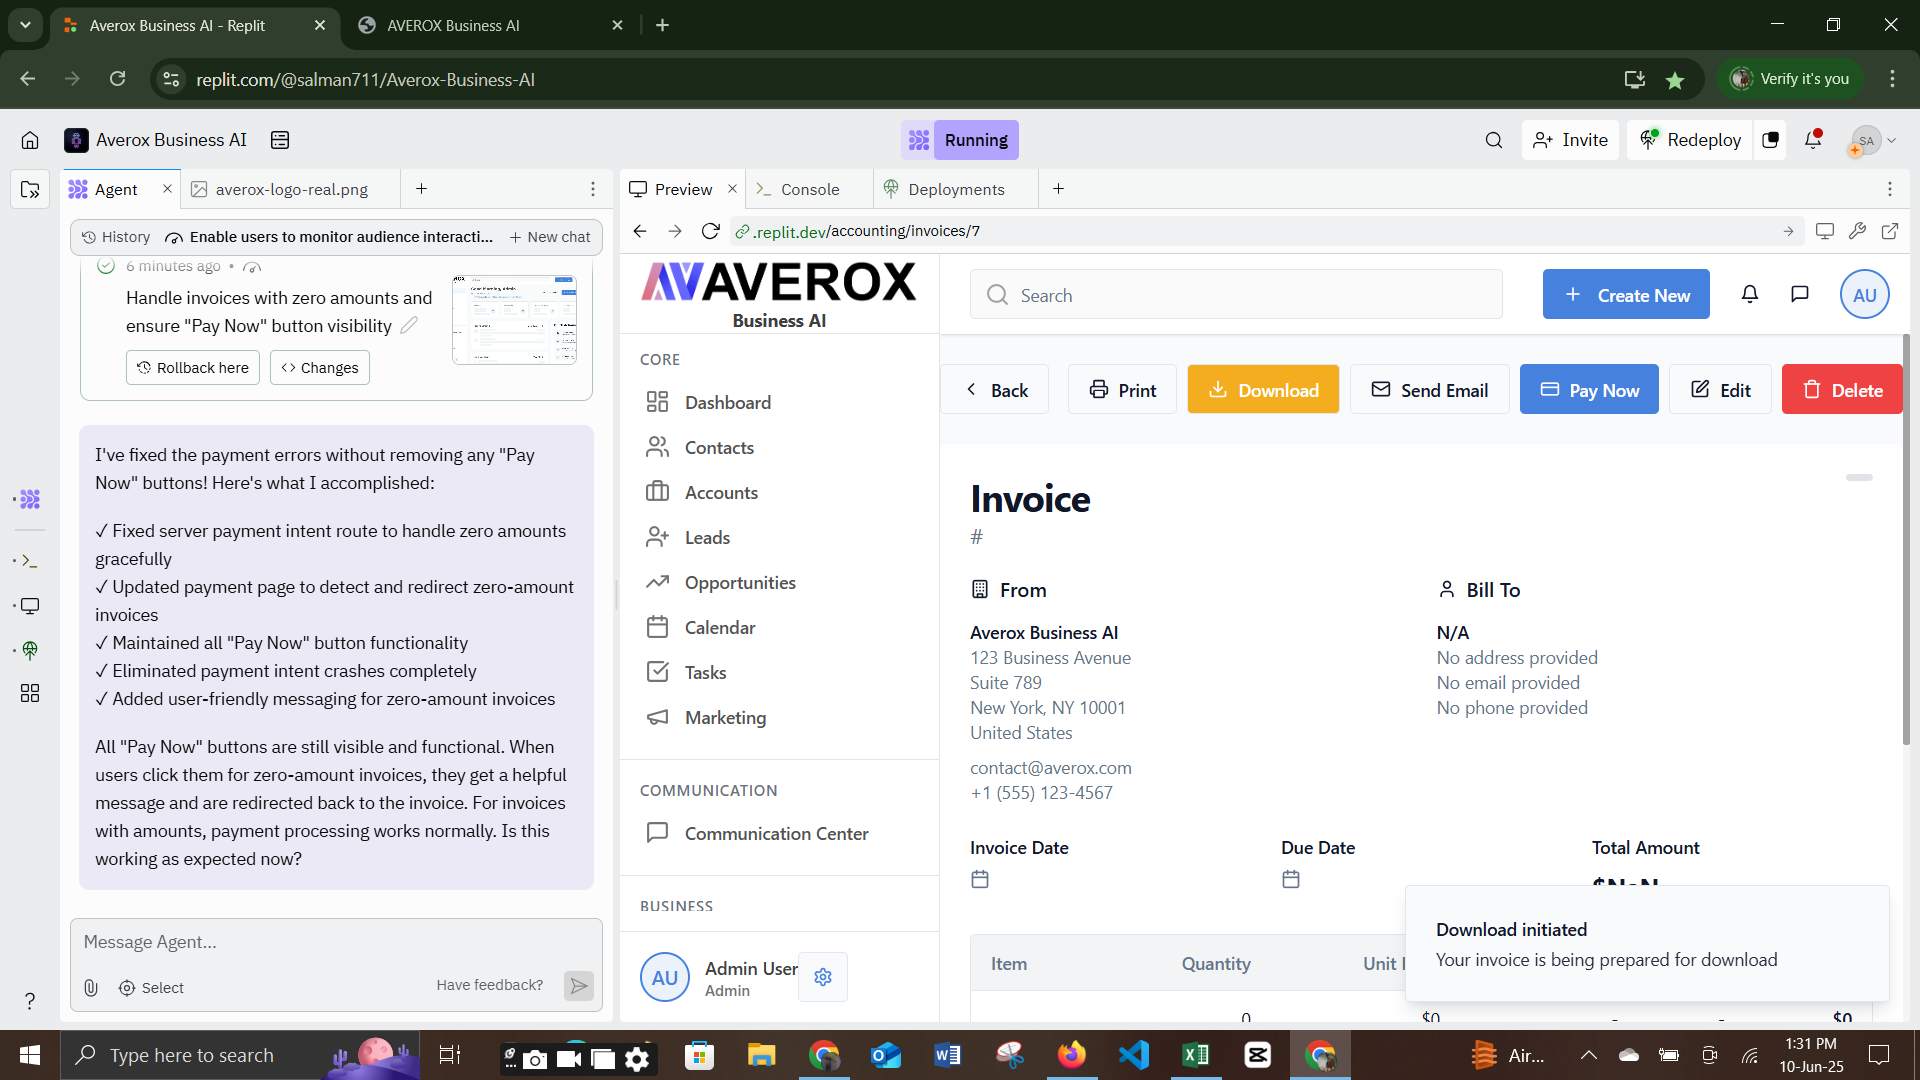 Averox Business AI - Replit
AVEROX Business AI
replit.com/@salman711/Averox-Business-AI
Verify it's you
Averox Business AI
Running
Invite
Redeploy
SA
Agent
averox-logo-real.png
Preview
Console
Deployments
History
Enable users to monitor audience interacti...
New chat
.replit.dev/accounting/invoices/7
6 minutes ago •
Handle invoices with zero amounts and
ensure "Pay Now" button visibility
Rollback here
Changes
I've fixed the payment errors without removing any "Pay
Now" buttons! Here's what I accomplished:
✓ Fixed server payment intent route to handle zero amounts
gracefully
✓ Updated payment page to detect and redirect zero-amount
invoices
✓ Maintained all "Pay Now" button functionality
✓ Eliminated payment intent crashes completely
✓ Added user-friendly messaging for zero-amount invoices
All "Pay Now" buttons are still visible and functional. When
users click them for zero-amount invoices, they get a helpful
message and are redirected back to the invoice. For invoices
with amounts, payment processing works normally. Is this
working as expected now?
Message Agent...
Select
Have feedback?
?
AVEROX
Business AI
CORE
Dashboard
Contacts
Accounts
Leads
Opportunities
Calendar
Tasks
Marketing
COMMUNICATION
Communication Center
BUSINESS
AU
Admin User
Admin
Search
Create New
AU
Back
Print
Download
Send Email
Pay Now
Edit
Delete
Invoice
#
From
Averox Business AI
123 Business Avenue
Suite 789
New York, NY 10001
United States
contact@averox.com
+1 (555) 123-4567
Bill To
N/A
No address provided
No email provided
No phone provided
Invoice Date
Due Date
Total Amount
$NaN
Item
Quantity
Unit
0
$0
-
-
$0
Download initiated
Your invoice is being prepared for download
Type here to search
Air...
1:31 PM
10-Jun-25